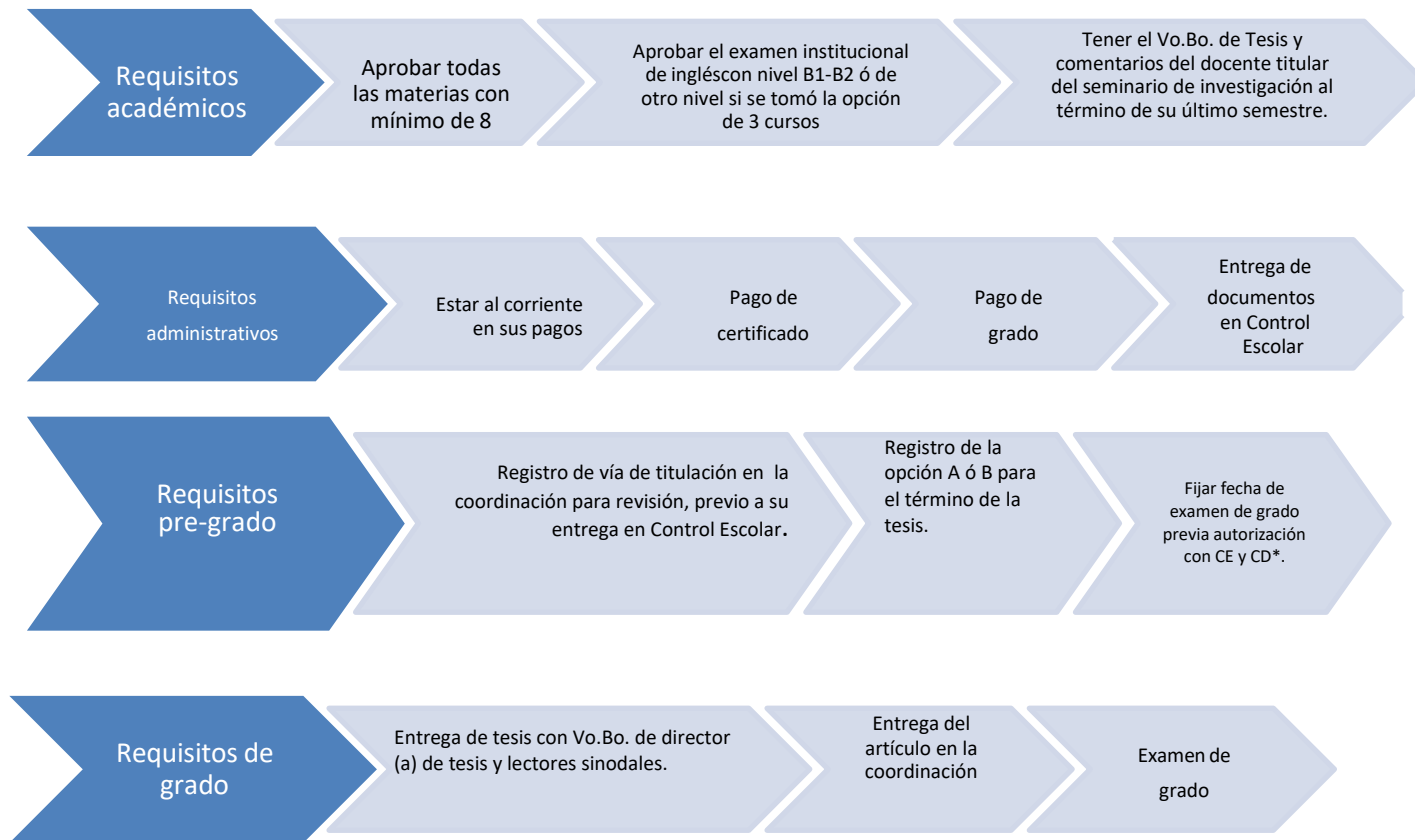 Requisitos
académicos
Aprobar todas
las materias con
mínimo de 8
Aprobar el examen institucional
de ingléscon nivel B1-B2 ó de
otro nivel si se tomó la opción
de 3 cursos
Tener el Vo.Bo. de Tesis y
comentarios del docente titular
del seminario de investigación al
término de su último semestre.
Requisitos
administrativos
Estar al corriente
en sus pagos
Pago de
certificado
Pago de
grado
Entrega de
documentos
en Control
Escolar
Requisitos
pre-grado
Registro de vía de titulación en la
coordinación para revisión, previo a su
entrega en Control Escolar.
Registro de la
opción A ó B para
el término de la
tesis.
Fijar fecha de
examen de grado
previa autorización
con CE y CD*.
Requisitos de
grado
Entrega de tesis con Vo.Bo. de director
(a) de tesis y lectores sinodales.
Entrega del
artículo en la
coordinación
Examen de
grado